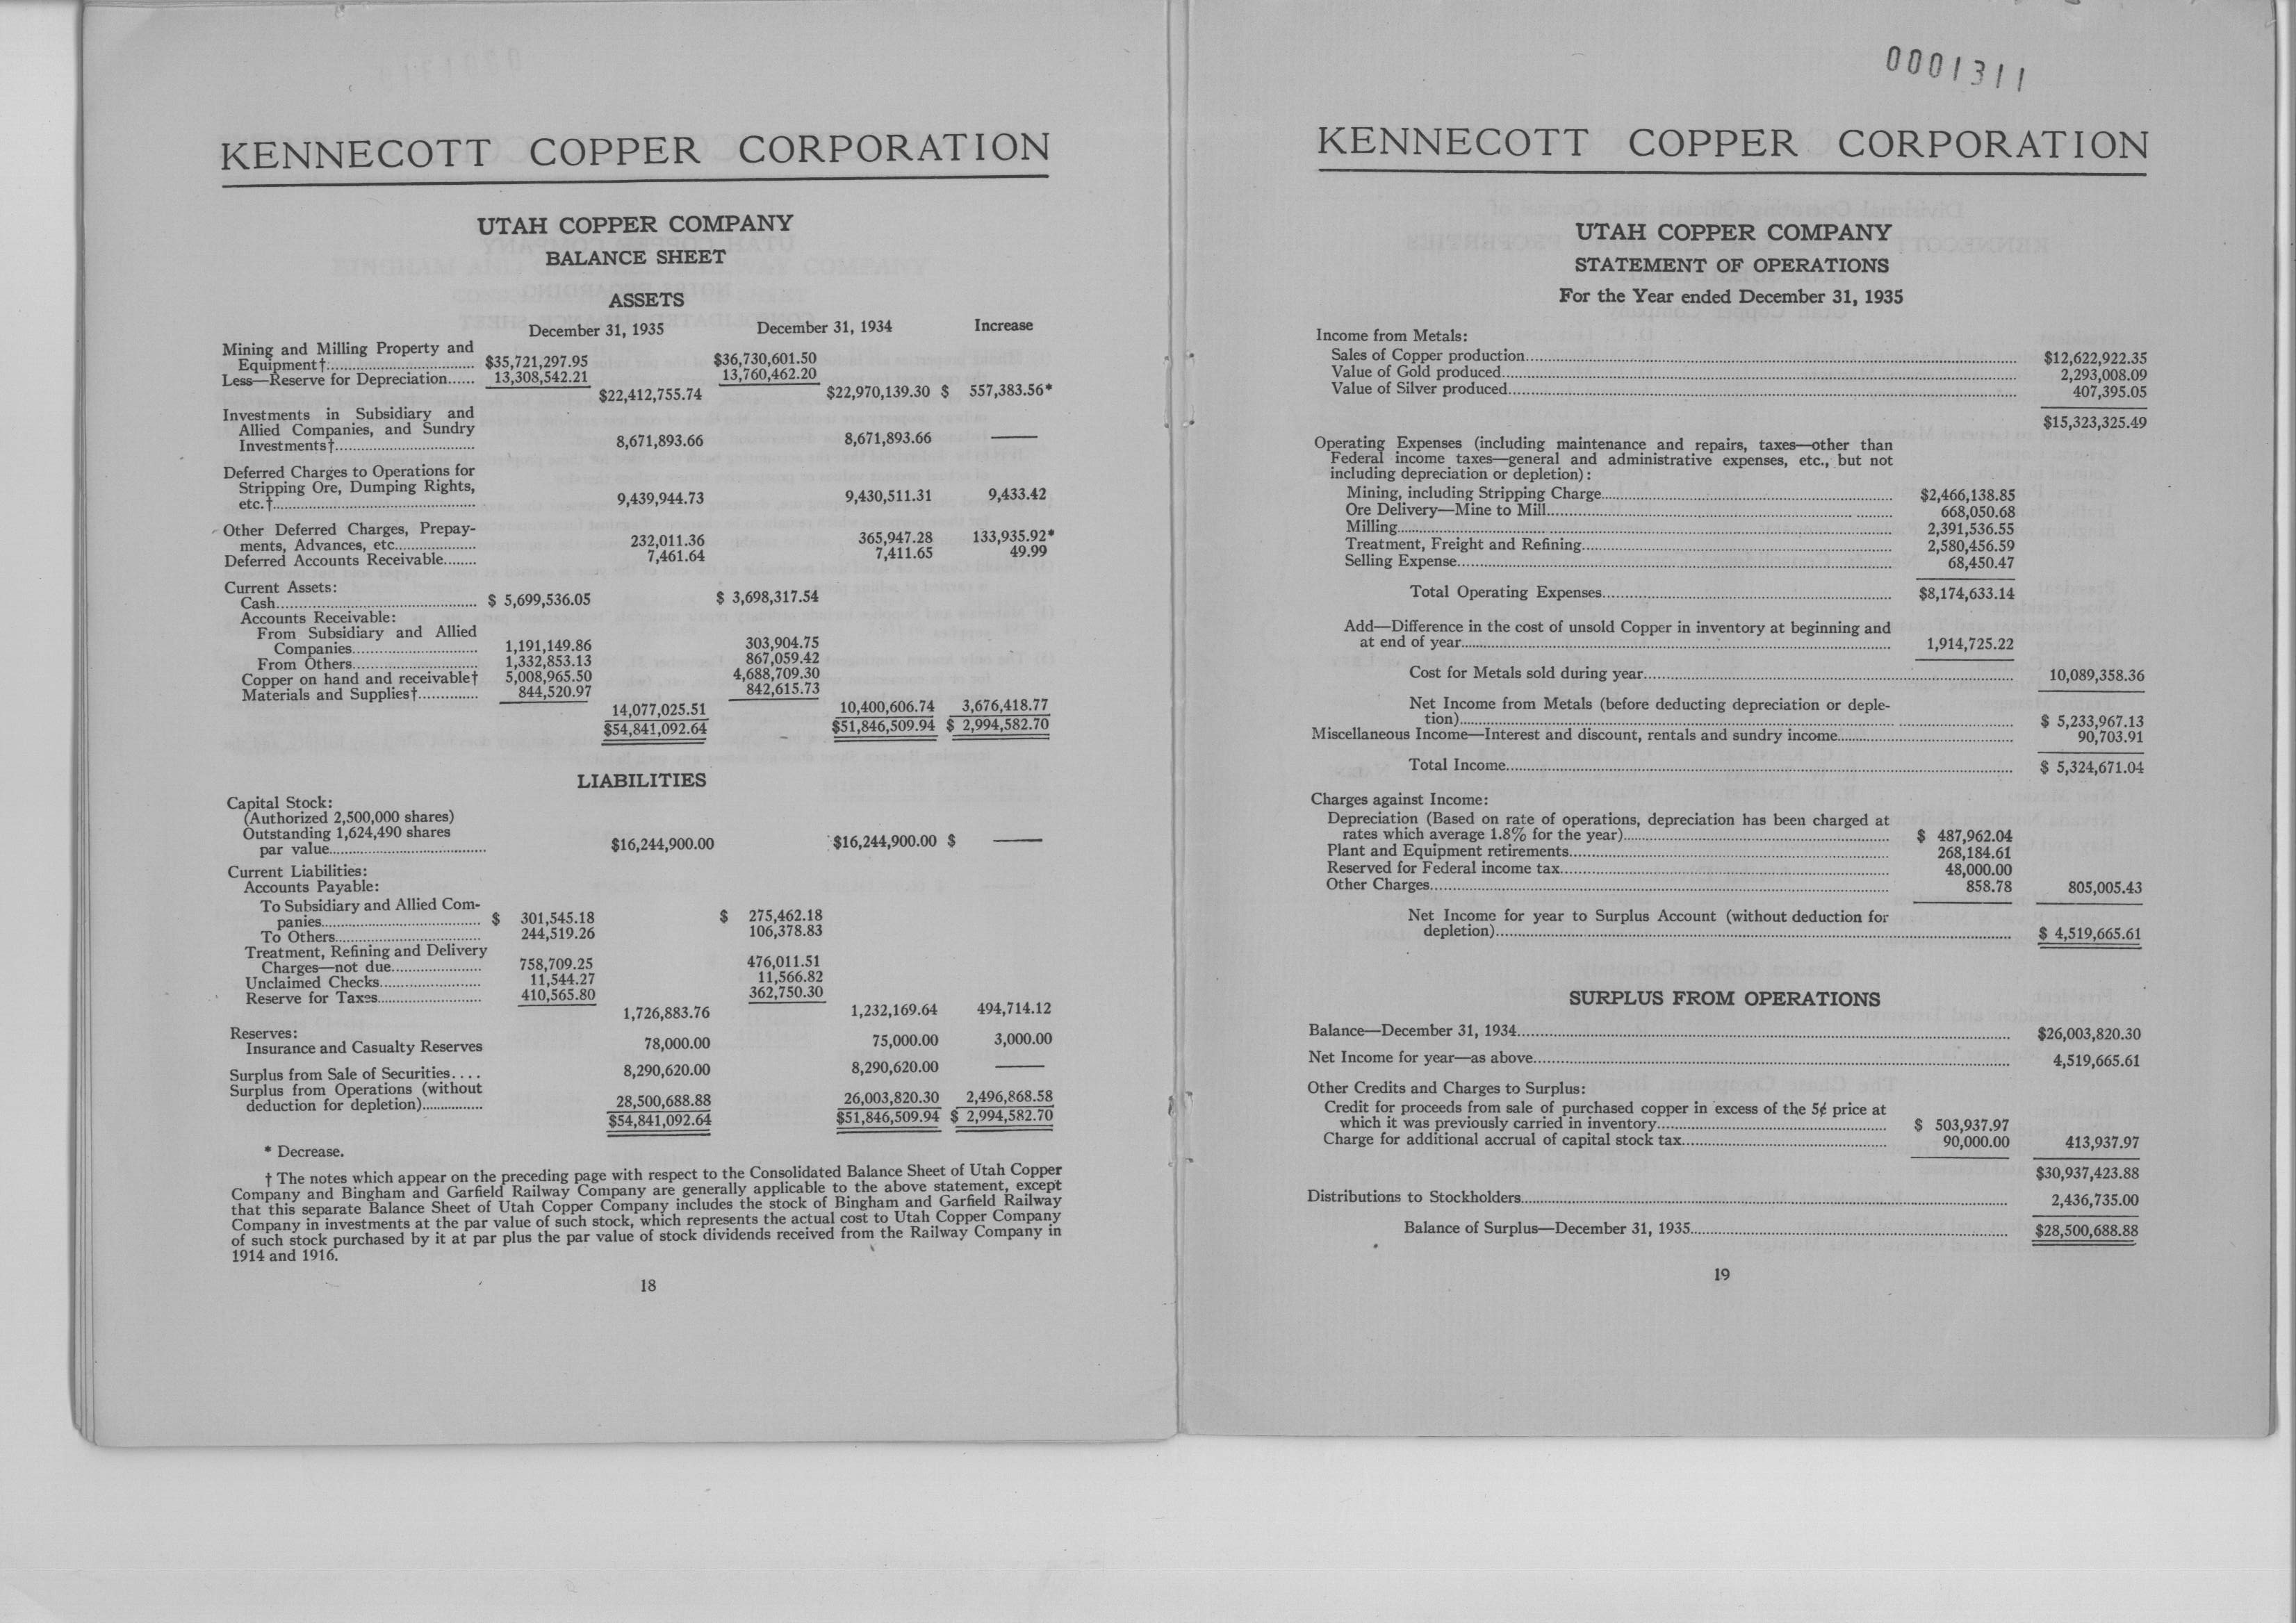 KENNECOTT COPPER CORPORATION
UTAH COPPER COMPANY
BALANCE SHEET
ASSETS
December 31, 1935 December 31, 1934 Increase
Mining and Milling Property and
Equipment†.................................... $35,721,297.95 $36,730,601.50
Less—Reserve for Depreciation...... 13,308,542.21 13,760,462.20
$22,412,755.74 $22,970,139.30 $ 557,383.56*
Investments in Subsidiary and
Allied Companies, and Sundry
Investments†................................... 8,671,893.66 8,671,893.66 ——
Deferred Charges to Operations for
Stripping Ore, Dumping Rights,
etc.†................................................ 9,439,944.73 9,430,511.31 9,433.42
Other Deferred Charges, Prepay-
ments, Advances, etc.................... 232,011.36 365,947.28 133,935.92*
Deferred Accounts Receivable........ 7,461.64 7,411.65 49.99
Current Assets:
Cash................................................ $ 5,699,536.05 $ 3,698,317.54
Accounts Receivable:
From Subsidiary and Allied
Companies.............................. 1,191,149.86 303,904.75
From Others.............................. 1,332,853.13 867,059.42
Copper on hand and receivable† 5,008,965.50 4,688,709.30
Materials and Supplies†.............. 844,520.97 842,615.73
14,077,025.51 10,400,606.74 3,676,418.77
$54,841,092.64 $51,846,509.94 $ 2,994,582.70
LIABILITIES
Capital Stock:
(Authorized 2,500,000 shares)
Outstanding 1,624,490 shares
par value...................................... $16,244,900.00 $16,244,900.00 $ ——
Current Liabilities:
Accounts Payable:
To Subsidiary and Allied Com-
panies...................................... $ 301,545.18 $ 275,462.18
To Others................................... 244,519.26 106,378.83
Treatment, Refining and Delivery
Charges—not due...................... 758,709.25 476,011.51
Unclaimed Checks........................ 11,544.27 11,566.82
Reserve for Taxes......................... 410,565.80 362,750.30
1,726,883.76 1,232,169.64 494,714.12
Reserves:
Insurance and Casualty Reserves 78,000.00 75,000.00 3,000.00
Surplus from Sale of Securities.... 8,290,620.00 8,290,620.00 ——
Surplus from Operations (without
deduction for depletion)............... 28,500,688.88 26,003,820.30 2,496,868.58
$54,841,092.64 $51,846,509.94 $ 2,994,582.70
* Decrease.
† The notes which appear on the preceding page with respect to the Consolidated Balance Sheet of Utah Copper
Company and Bingham and Garfield Railway Company are generally applicable to the above statement, except
that this separate Balance Sheet of Utah Copper Company includes the stock of Bingham and Garfield Railway
Company in investments at the par value of such stock, which represents the actual cost to Utah Copper Company
of such stock purchased by it at par plus the par value of stock dividends received from the Railway Company in
1914 and 1916.
18
0001311
KENNECOTT COPPER CORPORATION
UTAH COPPER COMPANY
STATEMENT OF OPERATIONS
For the Year ended December 31, 1935
Income from Metals:
Sales of Copper production.................... $12,622,922.35
Value of Gold produced.................... 2,293,008.09
Value of Silver produced.................... 407,395.05
$15,323,325.49
Operating Expenses (including maintenance and repairs, taxes—other than
Federal income taxes—general and administrative expenses, etc., but not
including depreciation or depletion):
Mining, including Stripping Charge.................... $2,466,138.85
Ore Delivery—Mine to Mill.................... 668,050.68
Milling.................... 2,391,536.55
Treatment, Freight and Refining.................... 2,580,456.59
Selling Expense.................... 68,450.47
Total Operating Expenses.................... $8,174,633.14
Add—Difference in the cost of unsold Copper in inventory at beginning and
at end of year.................... 1,914,725.22
Cost for Metals sold during year.................... 10,089,358.36
Net Income from Metals (before deducting depreciation or deple-
tion).................... $ 5,233,967.13
Miscellaneous Income—Interest and discount, rentals and sundry income.................... 90,703.91
Total Income.................... $ 5,324,671.04
Charges against Income:
Depreciation (Based on rate of operations, depreciation has been charged at
rates which average 1.8% for the year).................... $ 487,962.04
Plant and Equipment retirements.................... 268,184.61
Reserved for Federal income tax.................... 48,000.00
Other Charges.................... 858.78 805,005.43
Net Income for year to Surplus Account (without deduction for
depletion).................... $ 4,519,665.61
SURPLUS FROM OPERATIONS
Balance—December 31, 1934.................... $26,003,820.30
Net Income for year—as above.................... 4,519,665.61
Other Credits and Charges to Surplus:
Credit for proceeds from sale of purchased copper in excess of the 5¢ price at
which it was previously carried in inventory.................... $ 503,937.97
Charge for additional accrual of capital stock tax.................... 90,000.00 413,937.97
$30,937,423.88
Distributions to Stockholders.................... 2,436,735.00
Balance of Surplus—December 31, 1935.................... $28,500,688.88
19